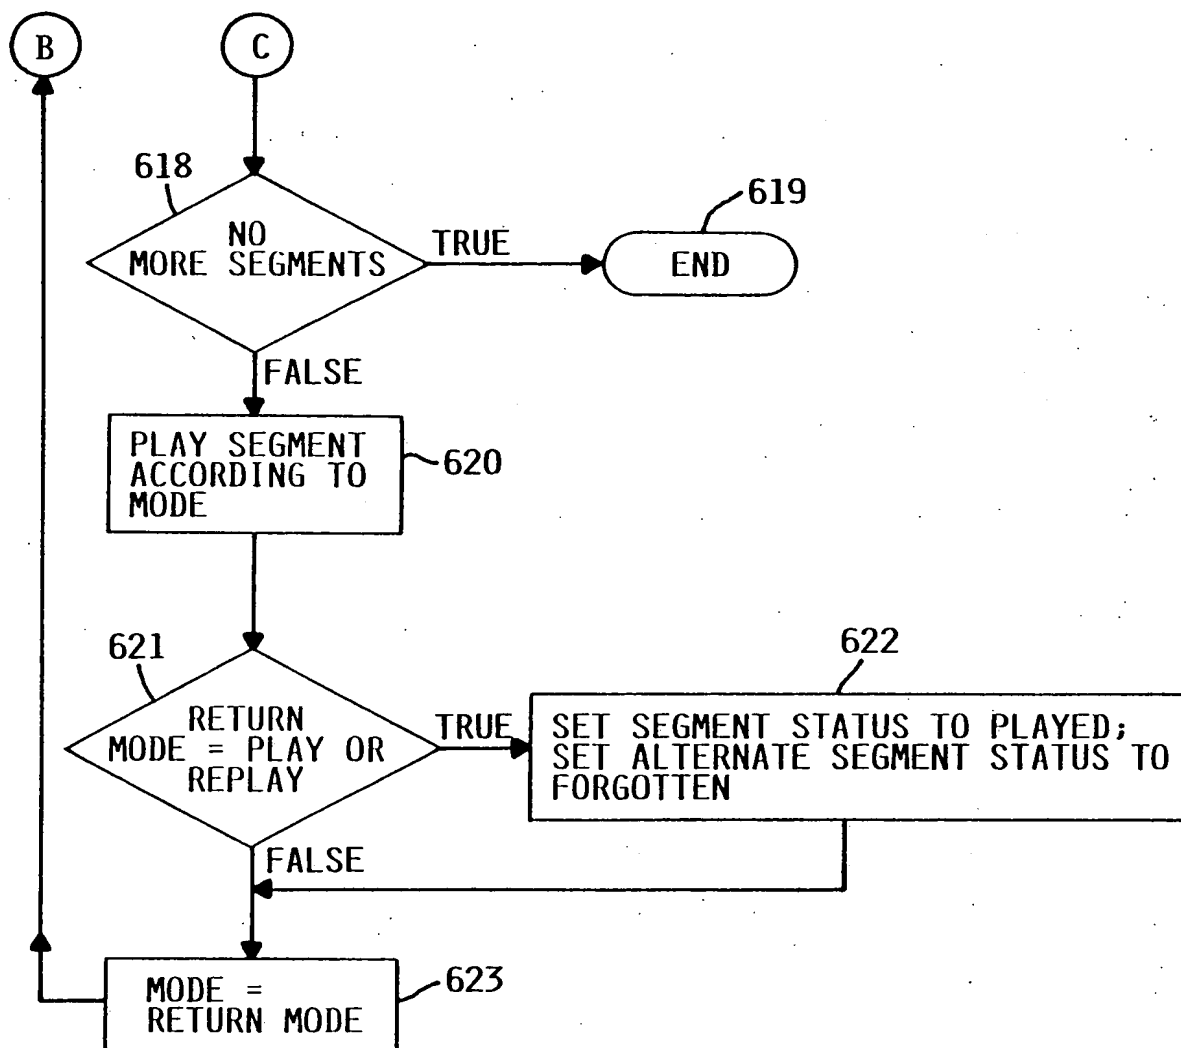 B
C
618
NO
MORE SEGMENTS
TRUE
619
END
FALSE
PLAY SEGMENT
ACCORDING TO
MODE
620
621
RETURN
MODE = PLAY OR
REPLAY
TRUE
622
SET SEGMENT STATUS TO PLAYED;
SET ALTERNATE SEGMENT STATUS TO
FORGOTTEN
FALSE
MODE =
RETURN MODE
623